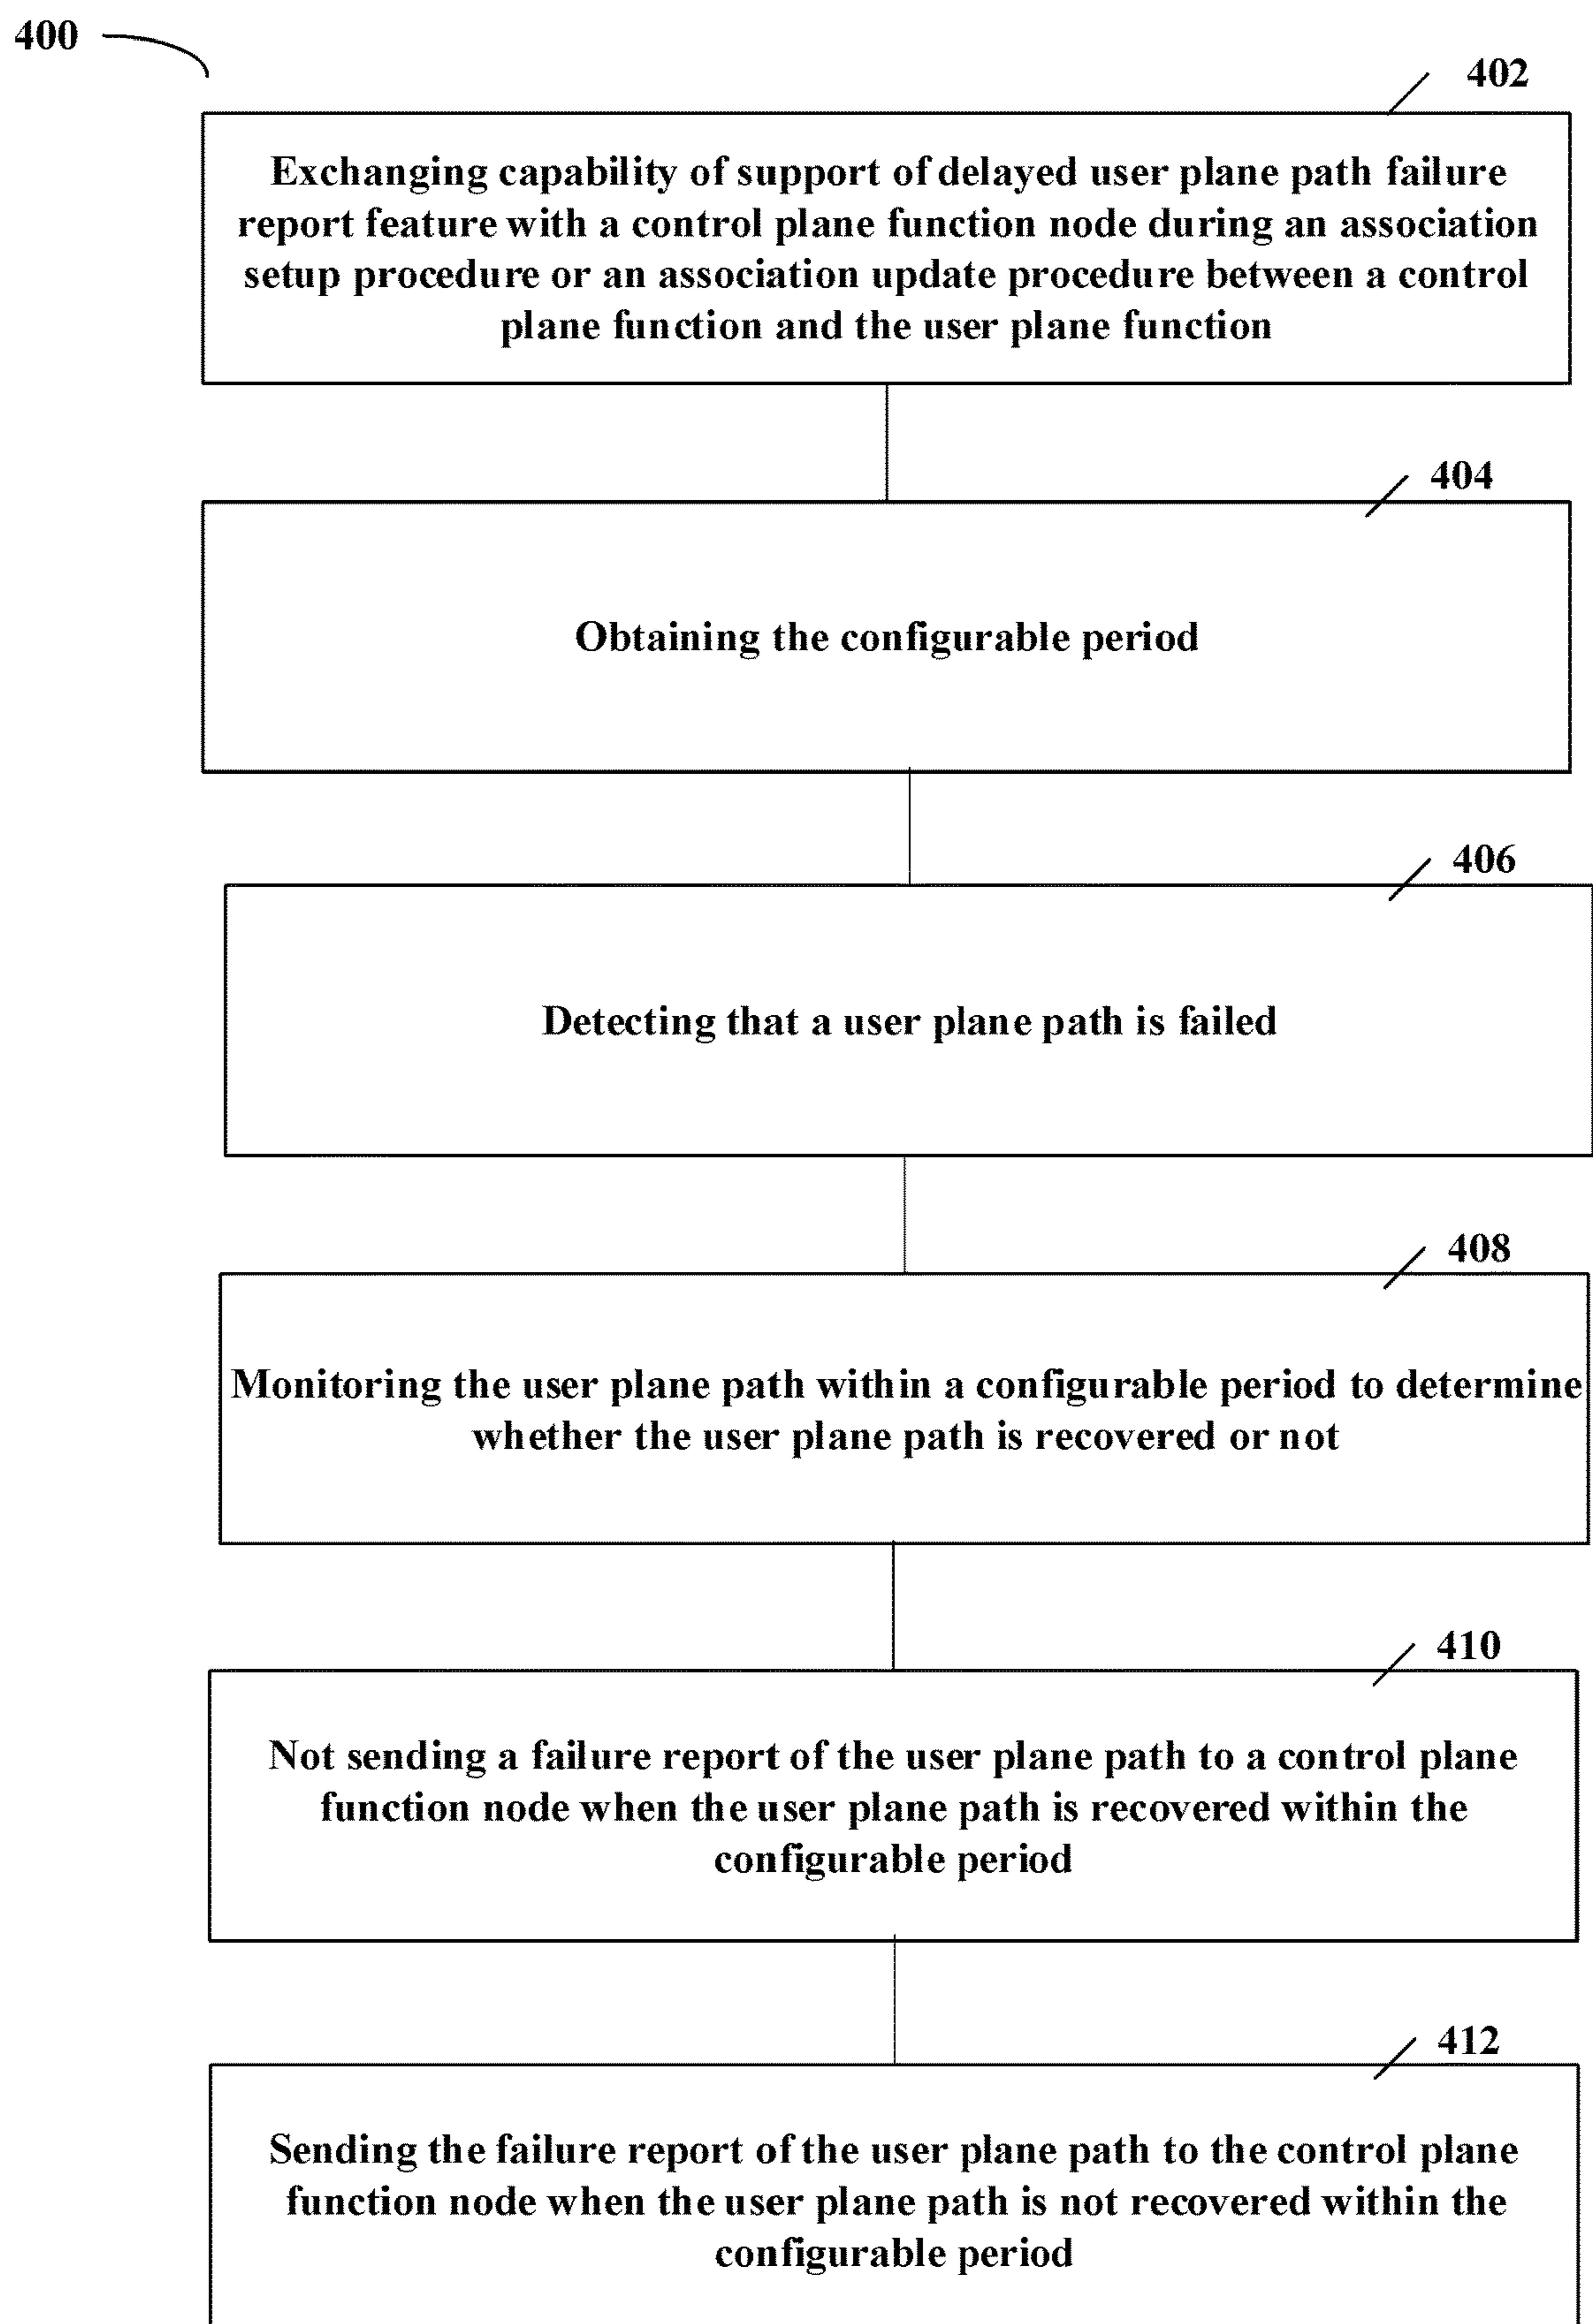 400
402
Exchanging capability of support of delayed user plane path failure
report feature with a control plane function node during an association
setup procedure or an association update procedure between a control
plane function and the user plane function
404
Obtaining the configurable period
406
Detecting that a user plane path is failed
408
Monitoring the user plane path within a configurable period to determine
whether the user plane path is recovered or not
410
Not sending a failure report of the user plane path to a control plane
function node when the user plane path is recovered within the
configurable period
412
Sending the failure report of the user plane path to the control plane
function node when the user plane path is not recovered within the
configurable period